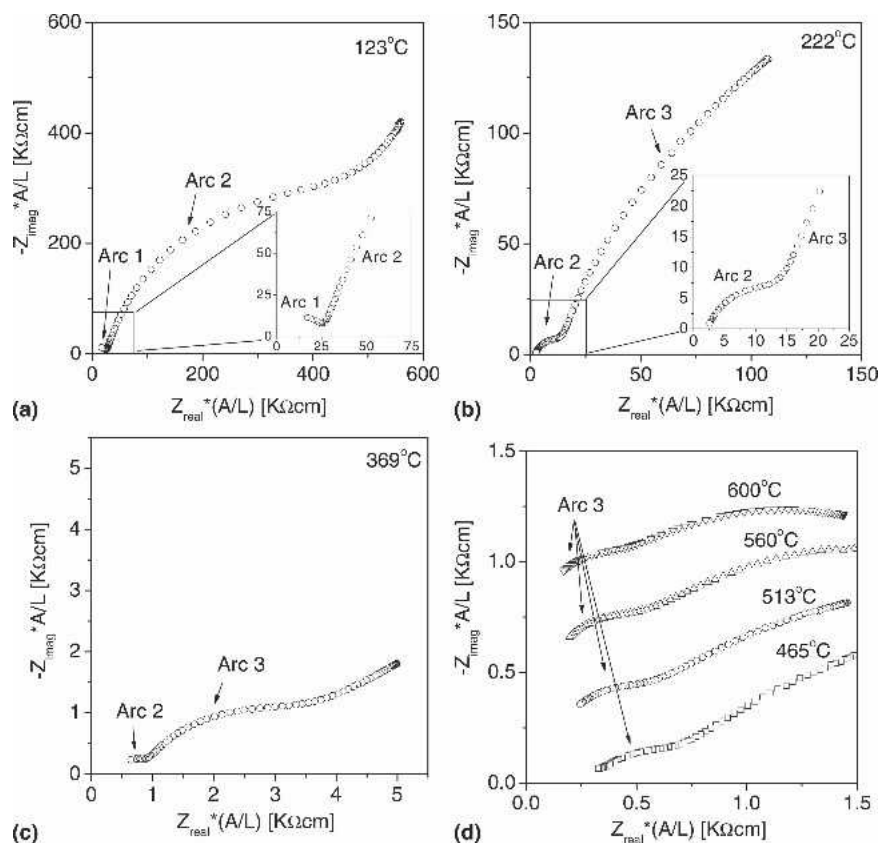 123°C
600
400
200
0
-Z_imag*A/L [KΩcm]
Arc 2
Arc 1
75
50
25
0
Arc 1
Arc 2
0 25 50 75
0 200 400 600
(a)
Z_real*(A/L) [KΩcm]
222°C
150
125
100
75
50
25
0
-Z_imag*A/L [KΩcm]
Arc 3
Arc 2
25
20
15
10
5
0
Arc 2
Arc 3
0 5 10 15 20 25
0 50 100 150
(b)
Z_real*(A/L) [KΩcm]
369°C
5
4
3
2
1
0
-Z_imag*A/L [KΩcm]
Arc 3
Arc 2
0 1 2 3 4 5
(c)
Z_real*(A/L) [KΩcm]
1.5
1.0
0.5
0.0
-Z_imag*A/L [KΩcm]
Arc 3
600°C
560°C
513°C
465°C
0.0 0.5 1.0 1.5
(d)
Z_real*(A/L) [KΩcm]